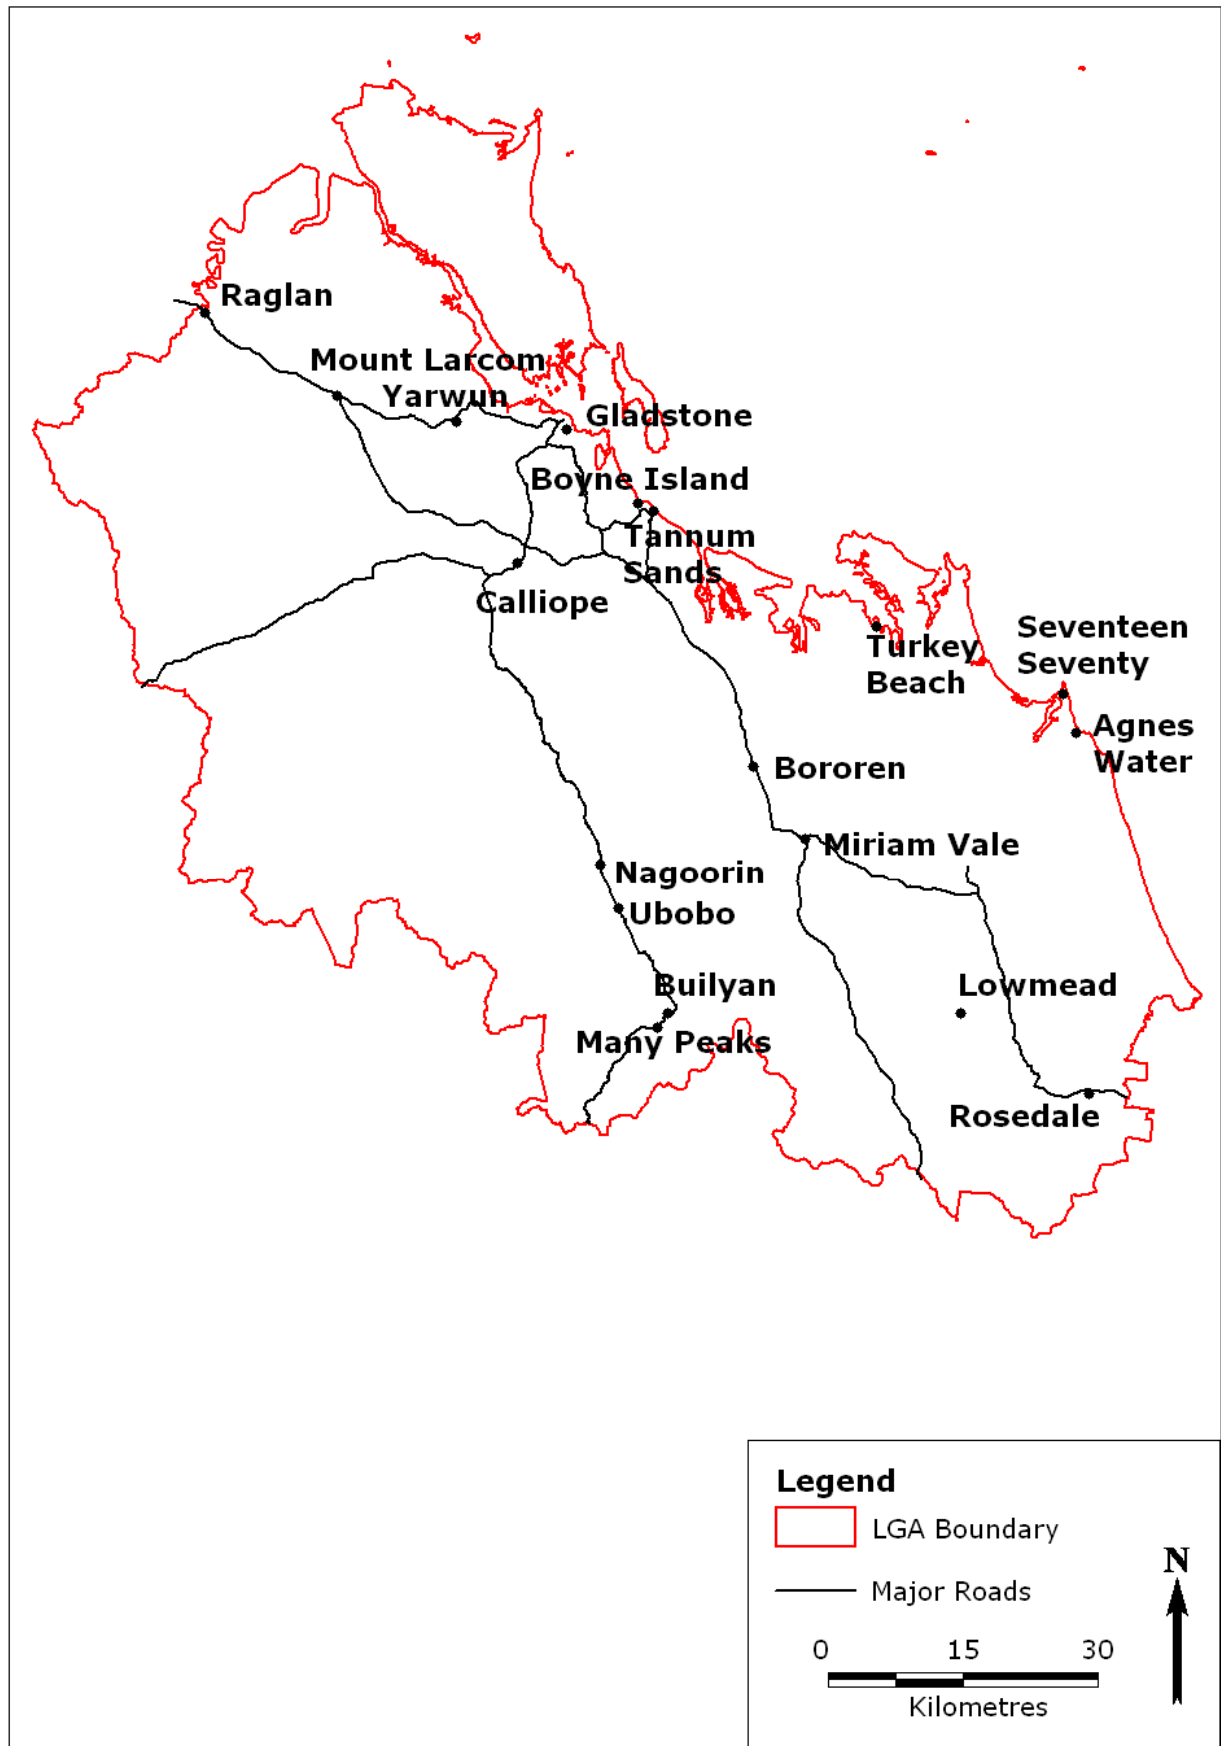 Raglan
Mount Larcom
Yarwun
Gladstone
Boyne Island
Tannum
Sands
Calliope
Turkey
Beach
Seventeen
Seventy
Agnes
Water
Bororen
Miriam Vale
Nagoorin
Ubobo
Builyan
Many Peaks
Lowmead
Rosedale
Legend
LGA Boundary
Major Roads
N
0 15 30
Kilometres